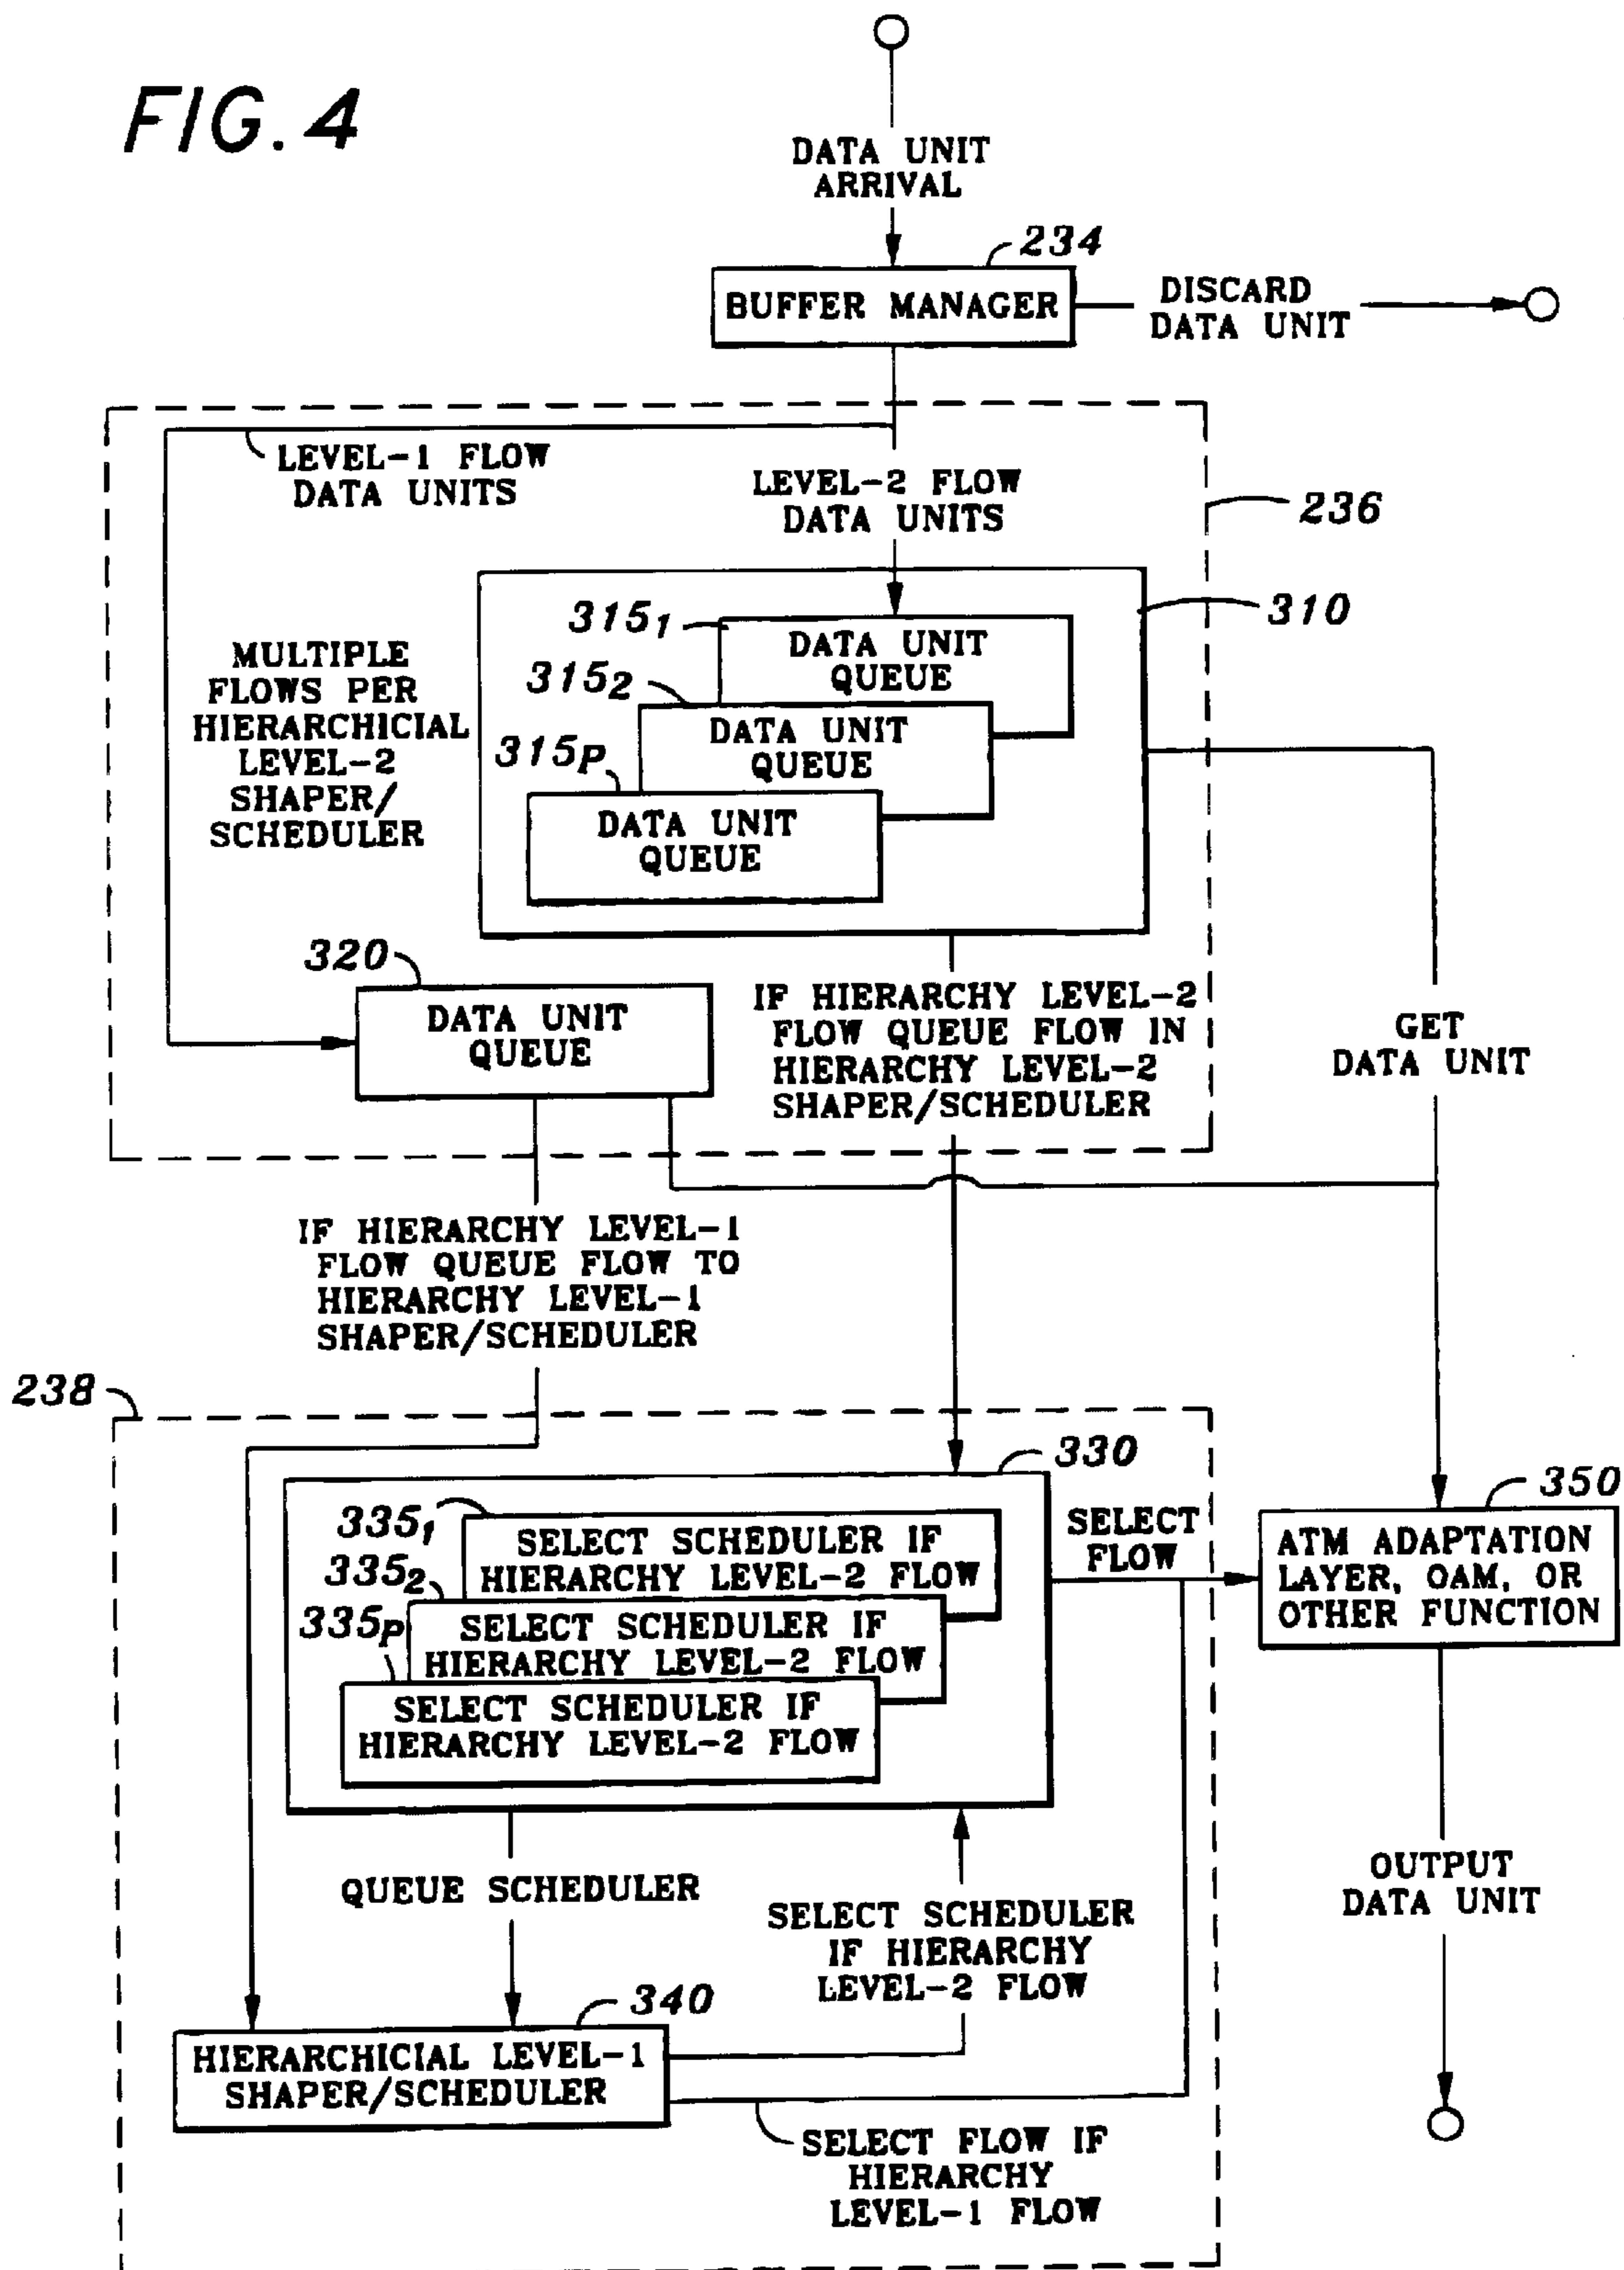 FIG. 4
DATA UNIT
ARRIVAL
234
BUFFER MANAGER
DISCARD
DATA UNIT
LEVEL-1 FLOW
DATA UNITS
LEVEL-2 FLOW
DATA UNITS
236
310
MULTIPLE
FLOWS PER
HIERARCHICIAL
LEVEL-2
SHAPER/
SCHEDULER
315₁
DATA UNIT
QUEUE
315₂
DATA UNIT
QUEUE
315P
DATA UNIT
QUEUE
320
DATA UNIT
QUEUE
IF HIERARCHY LEVEL-2
FLOW QUEUE FLOW IN
HIERARCHY LEVEL-2
SHAPER/SCHEDULER
GET
DATA UNIT
IF HIERARCHY LEVEL-1
FLOW QUEUE FLOW TO
HIERARCHY LEVEL-1
SHAPER/SCHEDULER
238
330
335₁
SELECT SCHEDULER IF
HIERARCHY LEVEL-2 FLOW
335₂
SELECT SCHEDULER IF
HIERARCHY LEVEL-2 FLOW
335P
SELECT SCHEDULER IF
HIERARCHY LEVEL-2 FLOW
SELECT
FLOW
350
ATM ADAPTATION
LAYER, OAM, OR
OTHER FUNCTION
QUEUE SCHEDULER
SELECT SCHEDULER
IF HIERARCHY
LEVEL-2 FLOW
OUTPUT
DATA UNIT
340
HIERARCHICIAL LEVEL-1
SHAPER/SCHEDULER
SELECT FLOW IF
HIERARCHY
LEVEL-1 FLOW